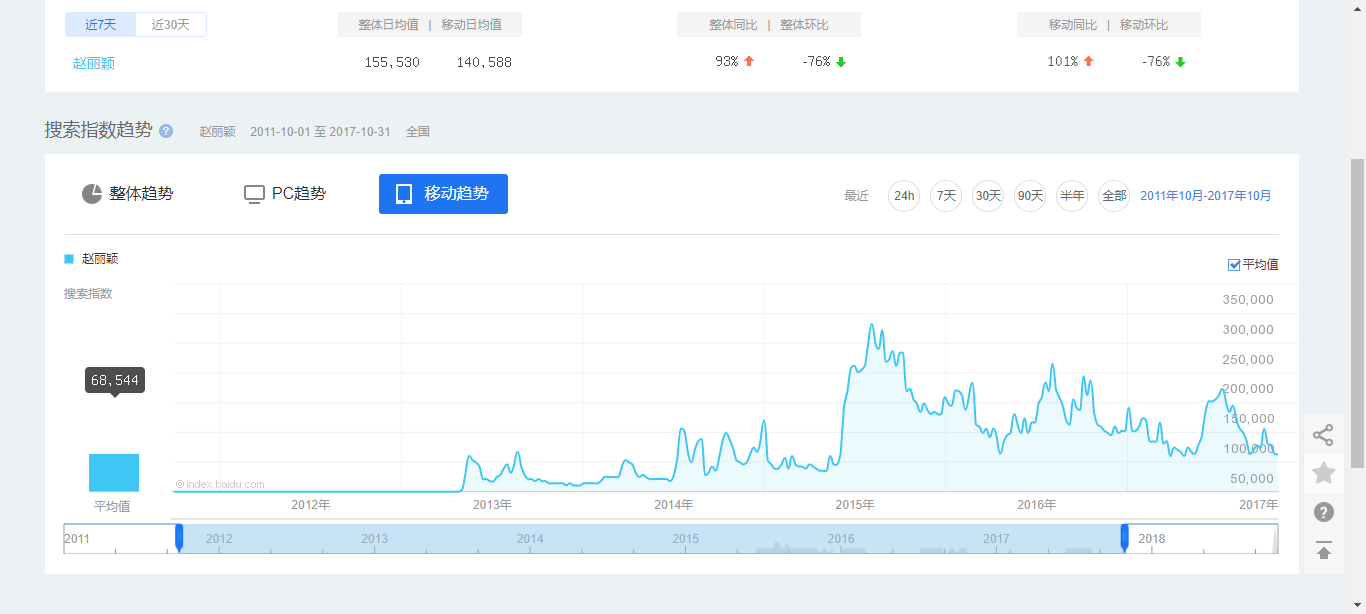 近7天 近30天 整体日均值 | 移动日均值 整体同比 | 整体环比 移动同比 | 移动环比
赵丽颖 155,530 140,588 93% -76% 101% -76%
搜索指数趋势 ? 赵丽颖 2011-10-01 至 2017-10-31 全国
整体趋势 PC趋势 移动趋势 最近 24h 7天 30天 90天 半年 全部 2011年10月-2017年10月
赵丽颖
平均值
搜索指数
350,000
300,000
250,000
68,544
200,000
150,000
100,000
50,000
©index.baidu.com
平均值 2012年 2013年 2014年 2015年 2016年 2017年
2011 2012 2013 2014 2015 2016 2017 2018
?